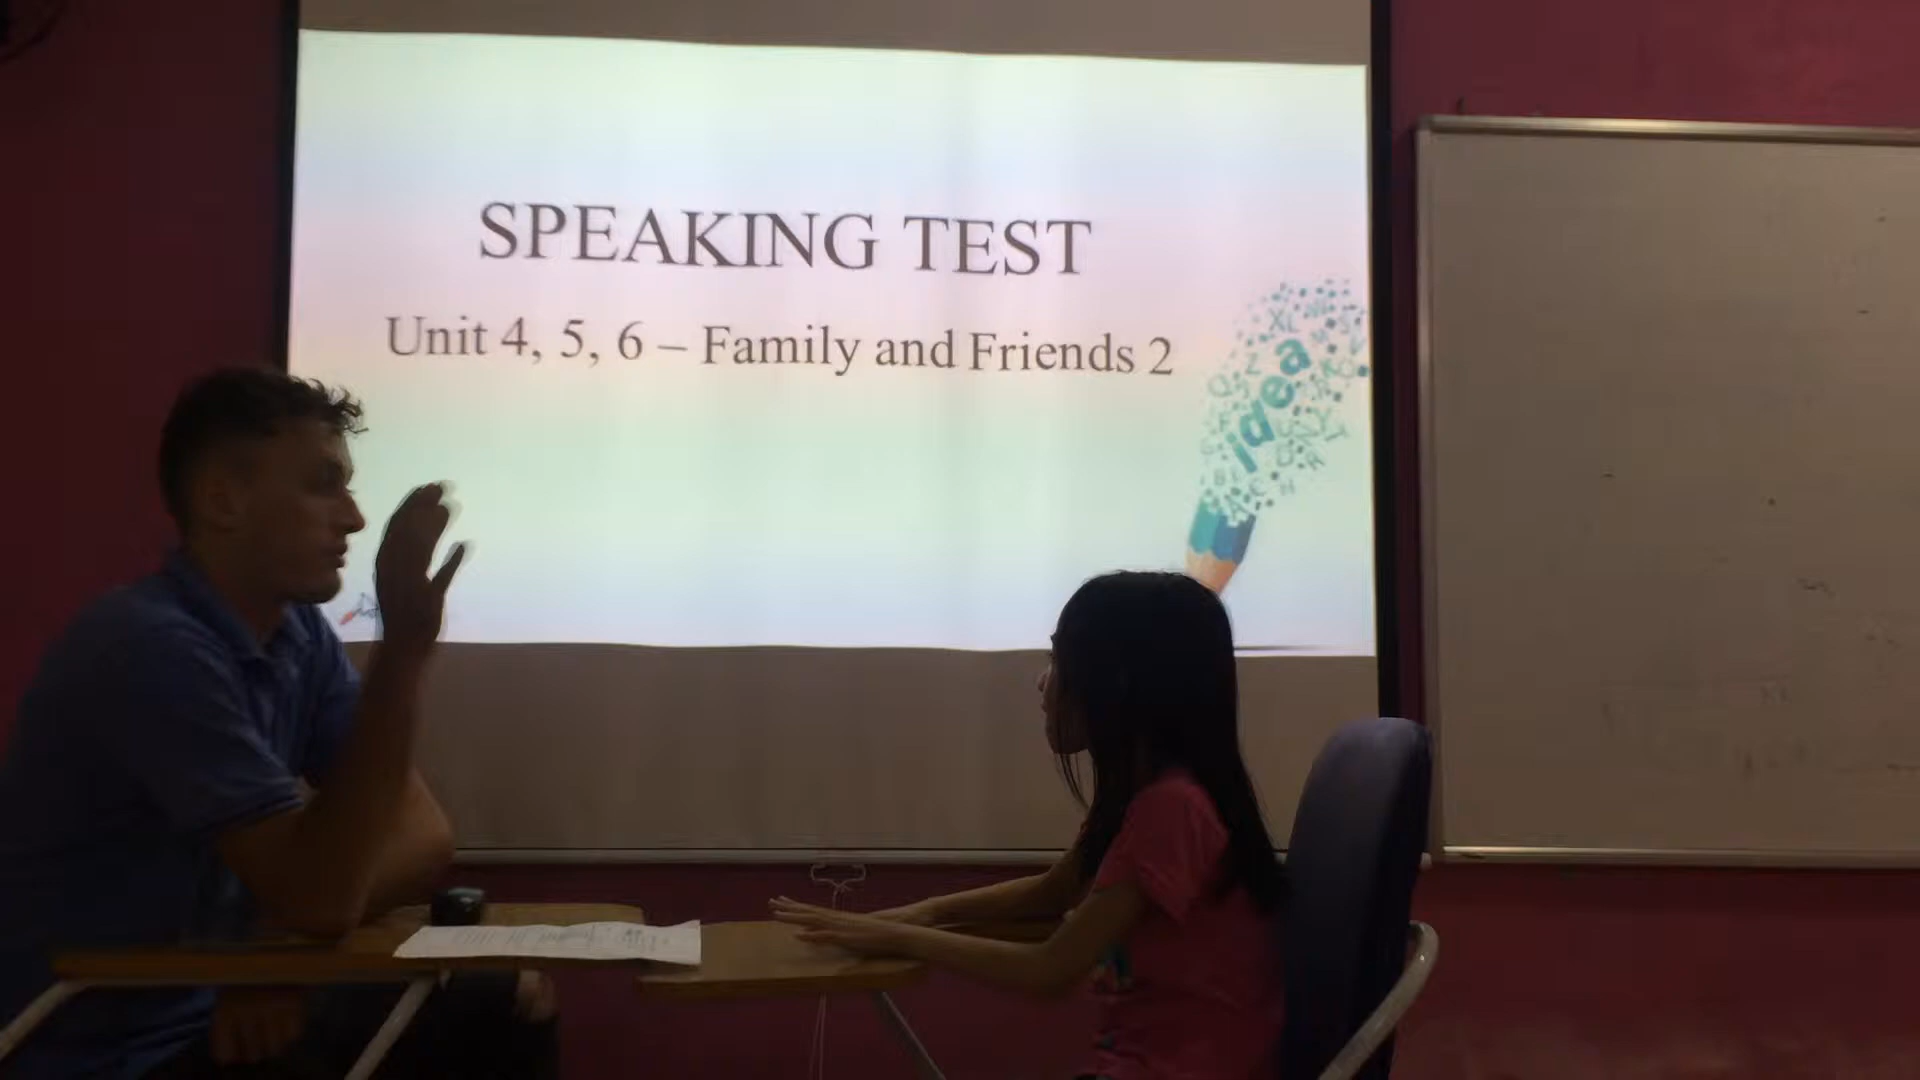 SPEAKING TEST
Unit 4, 5, 6 – Family and Friends 2
idea